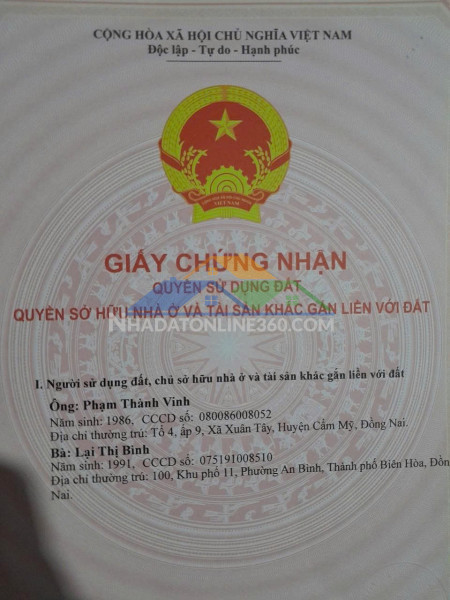 CỘNG HÒA XÃ HỘI CHỦ NGHĨA VIỆT NAM
Độc lập - Tự do - Hạnh phúc
VIỆT NAM
GIẤY CHỨNG NHẬN
QUYỀN SỬ DỤNG ĐẤT
QUYỀN SỞ HỮU NHÀ Ở VÀ TÀI SẢN KHÁC GẮN LIỀN VỚI ĐẤT
NHADATONLINE360.COM
I. Người sử dụng đất, chủ sở hữu nhà ở và tài sản khác gắn liền với đất
Ông: Phạm Thành Vinh
Năm sinh: 1986, CCCD số: 080086008052
Địa chỉ thường trú: Tổ 4, ấp 9, Xã Xuân Tây, Huyện Cẩm Mỹ, Đồng Nai.
Bà: Lại Thị Bình
Năm sinh: 1991, CCCD số: 075191008510
Địa chỉ thường trú: 100, Khu phố 11, Phường An Bình, Thành phố Biên Hòa, Đồn
Nai.